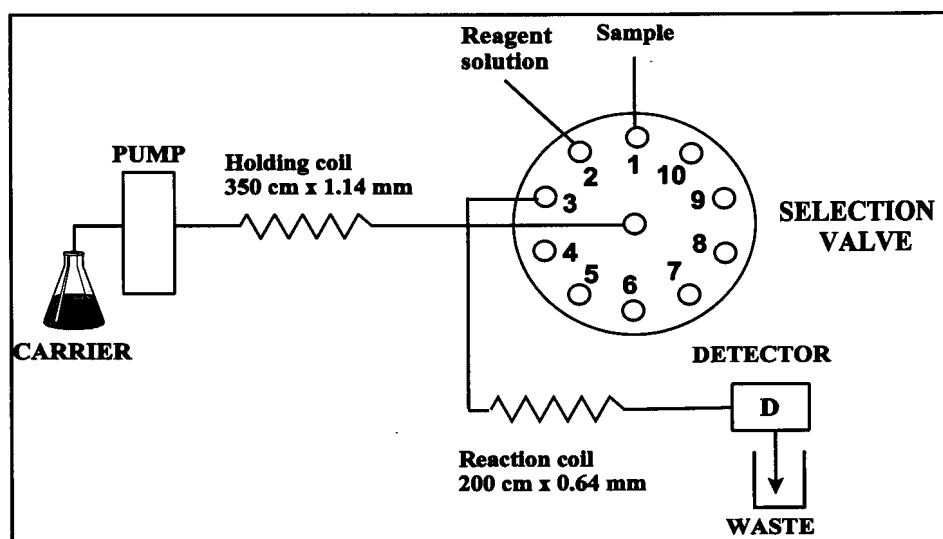 Reagent
solution
Sample
PUMP
Holding coil
350 cm x 1.14 mm
1
2
3
4
5
6
7
8
9
10
SELECTION
VALVE
CARRIER
DETECTOR
D
Reaction coil
200 cm x 0.64 mm
WASTE